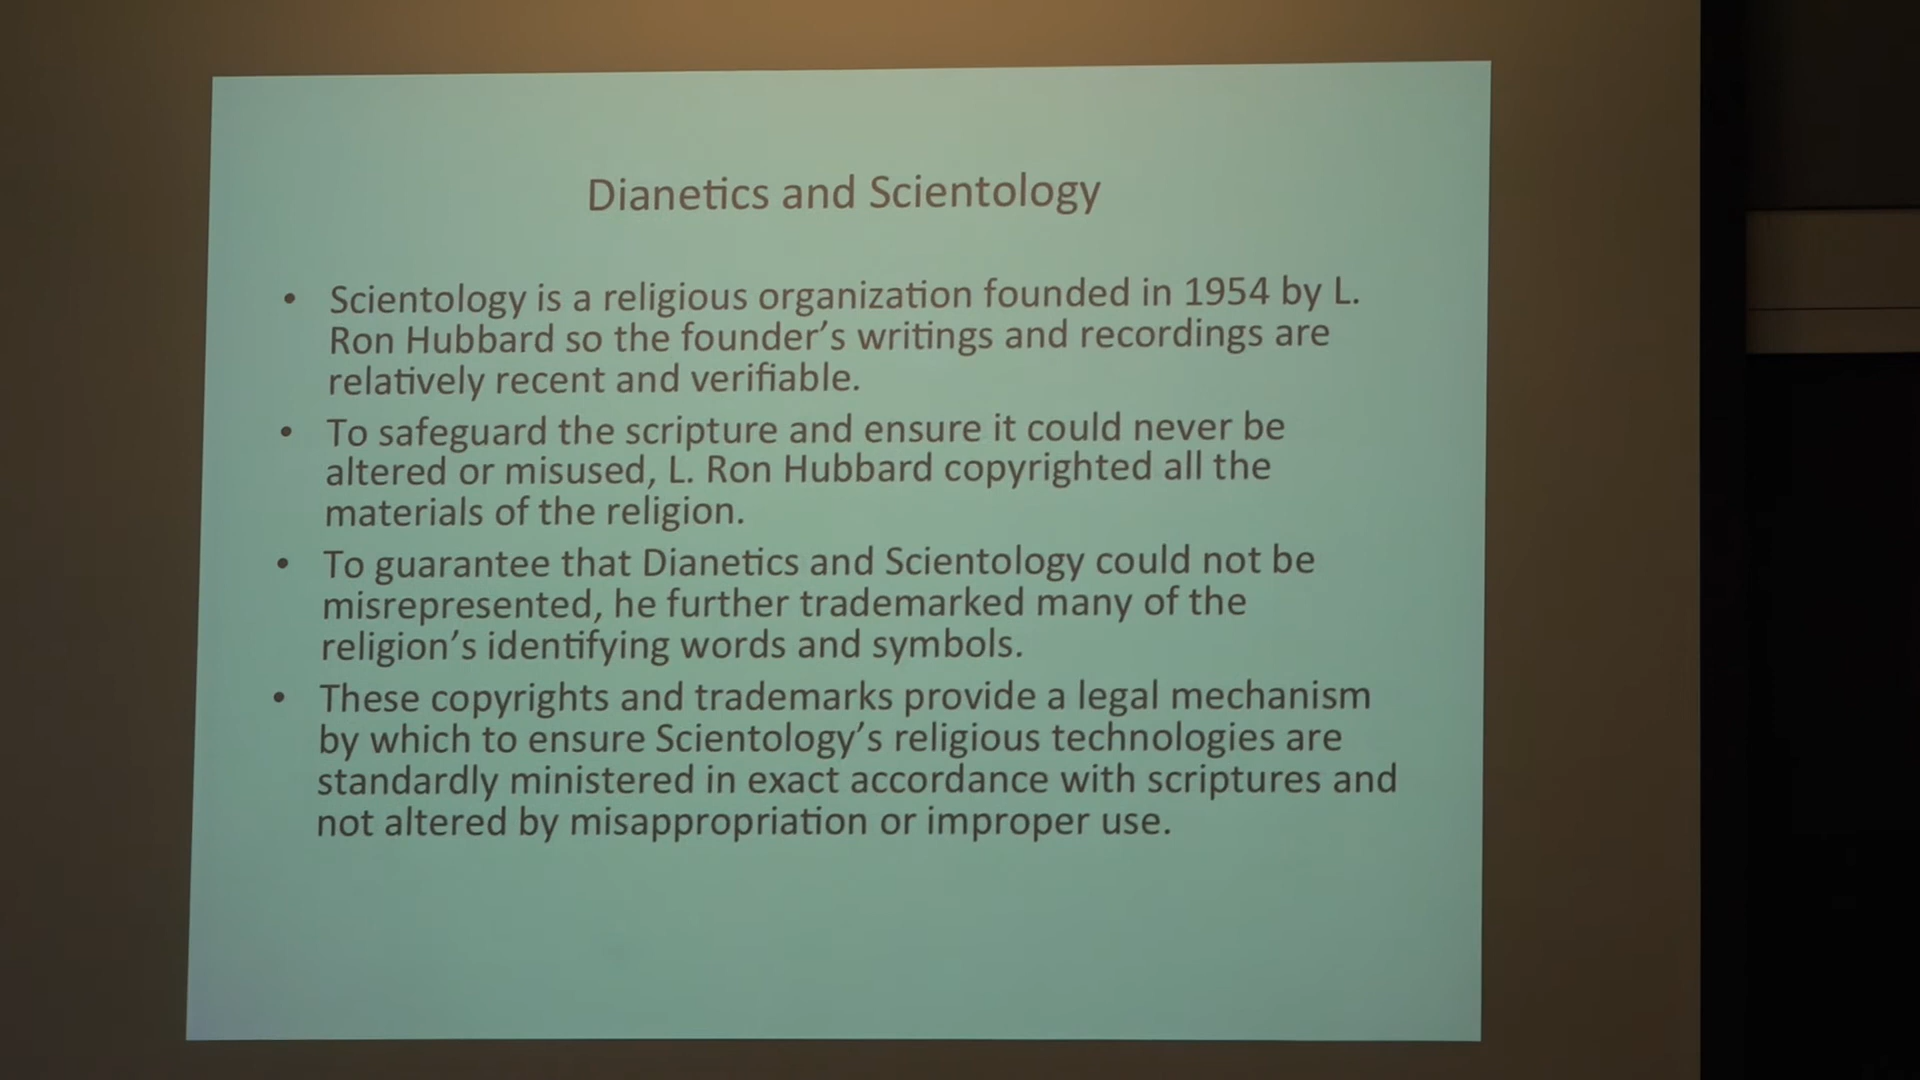 Dianetics and Scientology
• Scientology is a religious organization founded in 1954 by L.
Ron Hubbard so the founder's writings and recordings are
relatively recent and verifiable.
• To safeguard the scripture and ensure it could never be
altered or misused, L. Ron Hubbard copyrighted all the
materials of the religion.
• To guarantee that Dianetics and Scientology could not be
misrepresented, he further trademarked many of the
religion's identifying words and symbols.
• These copyrights and trademarks provide a legal mechanism
by which to ensure Scientology's religious technologies are
standardly ministered in exact accordance with scriptures and
not altered by misappropriation or improper use.